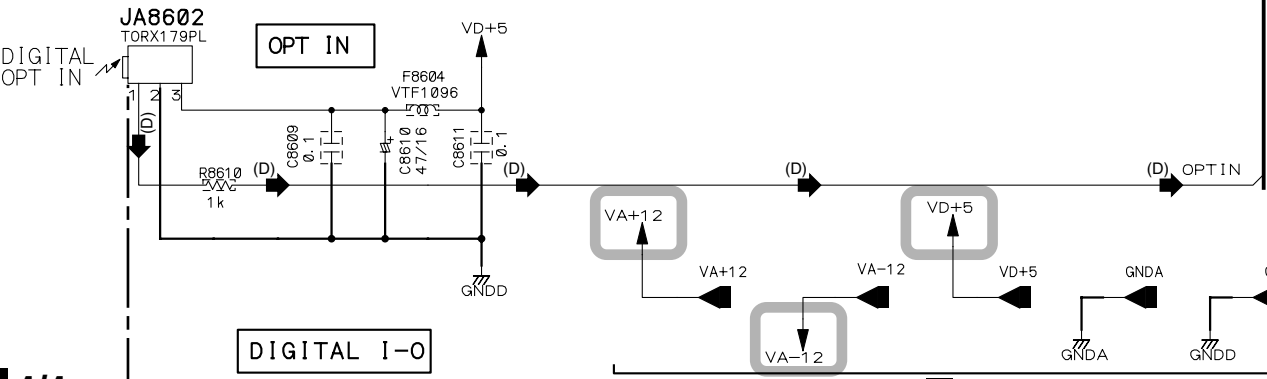 JA8602
TORX179PL
DIGITAL
OPT IN
OPT IN
VD+5
F8604
VTF1096
1 2 3
(D)
C8609
0.1
C8610
47/16
C8611
0.1
+
R8610
1k
(D)
(D)
(D)
(D)
OPTIN
GNDD
VA+12
VD+5
VA+12
VA-12
VD+5
GNDA
VA-12
GNDA
GNDD
DIGITAL I-O